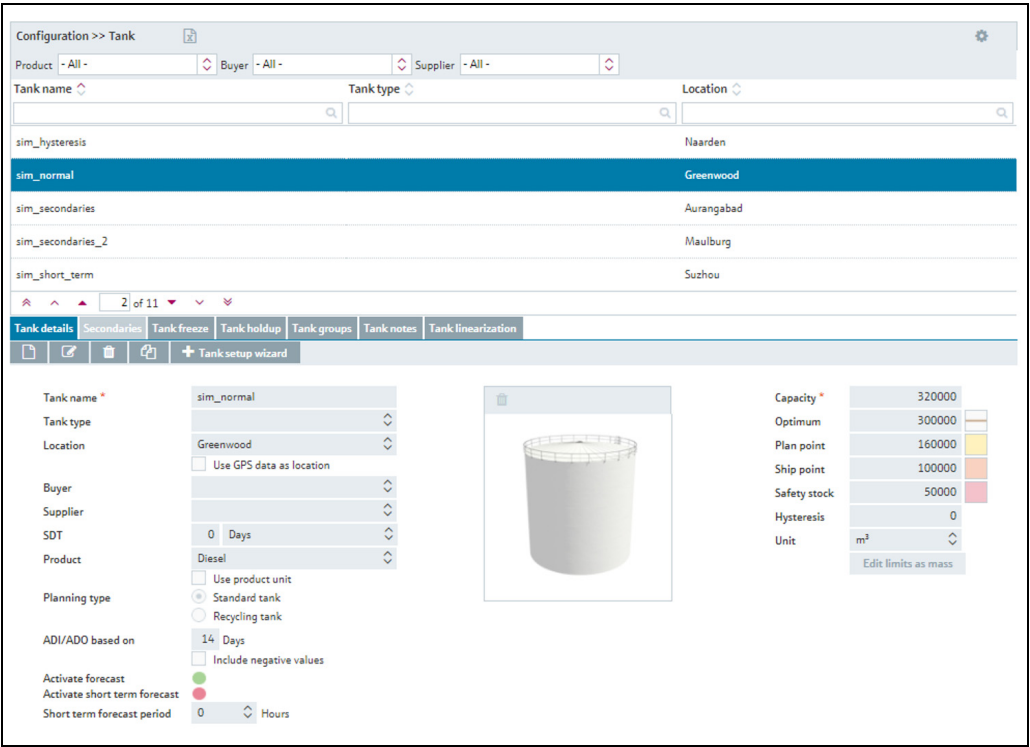 Configuration >> Tank
Product - All - Buyer - All - Supplier - All -
Tank name Tank type Location
sim_hysteresis Naarden
sim_normal Greenwood
sim_secondaries Aurangabad
sim_secondaries_2 Maulburg
sim_short_term Suzhou
2 of 11
Tank details Secondaries Tank freeze Tank holdup Tank groups Tank notes Tank linearization
Tank setup wizard
Tank name * sim_normal Capacity * 320000
Tank type Optimum 300000
Location Greenwood Plan point 160000
Use GPS data as location Ship point 100000
Buyer Safety stock 50000
Supplier Hysteresis 0
SDT 0 Days Unit m³
Product Diesel Edit limits as mass
Use product unit
Planning type Standard tank
Recycling tank
ADI/ADO based on 14 Days
Include negative values
Activate forecast
Activate short term forecast
Short term forecast period 0 Hours